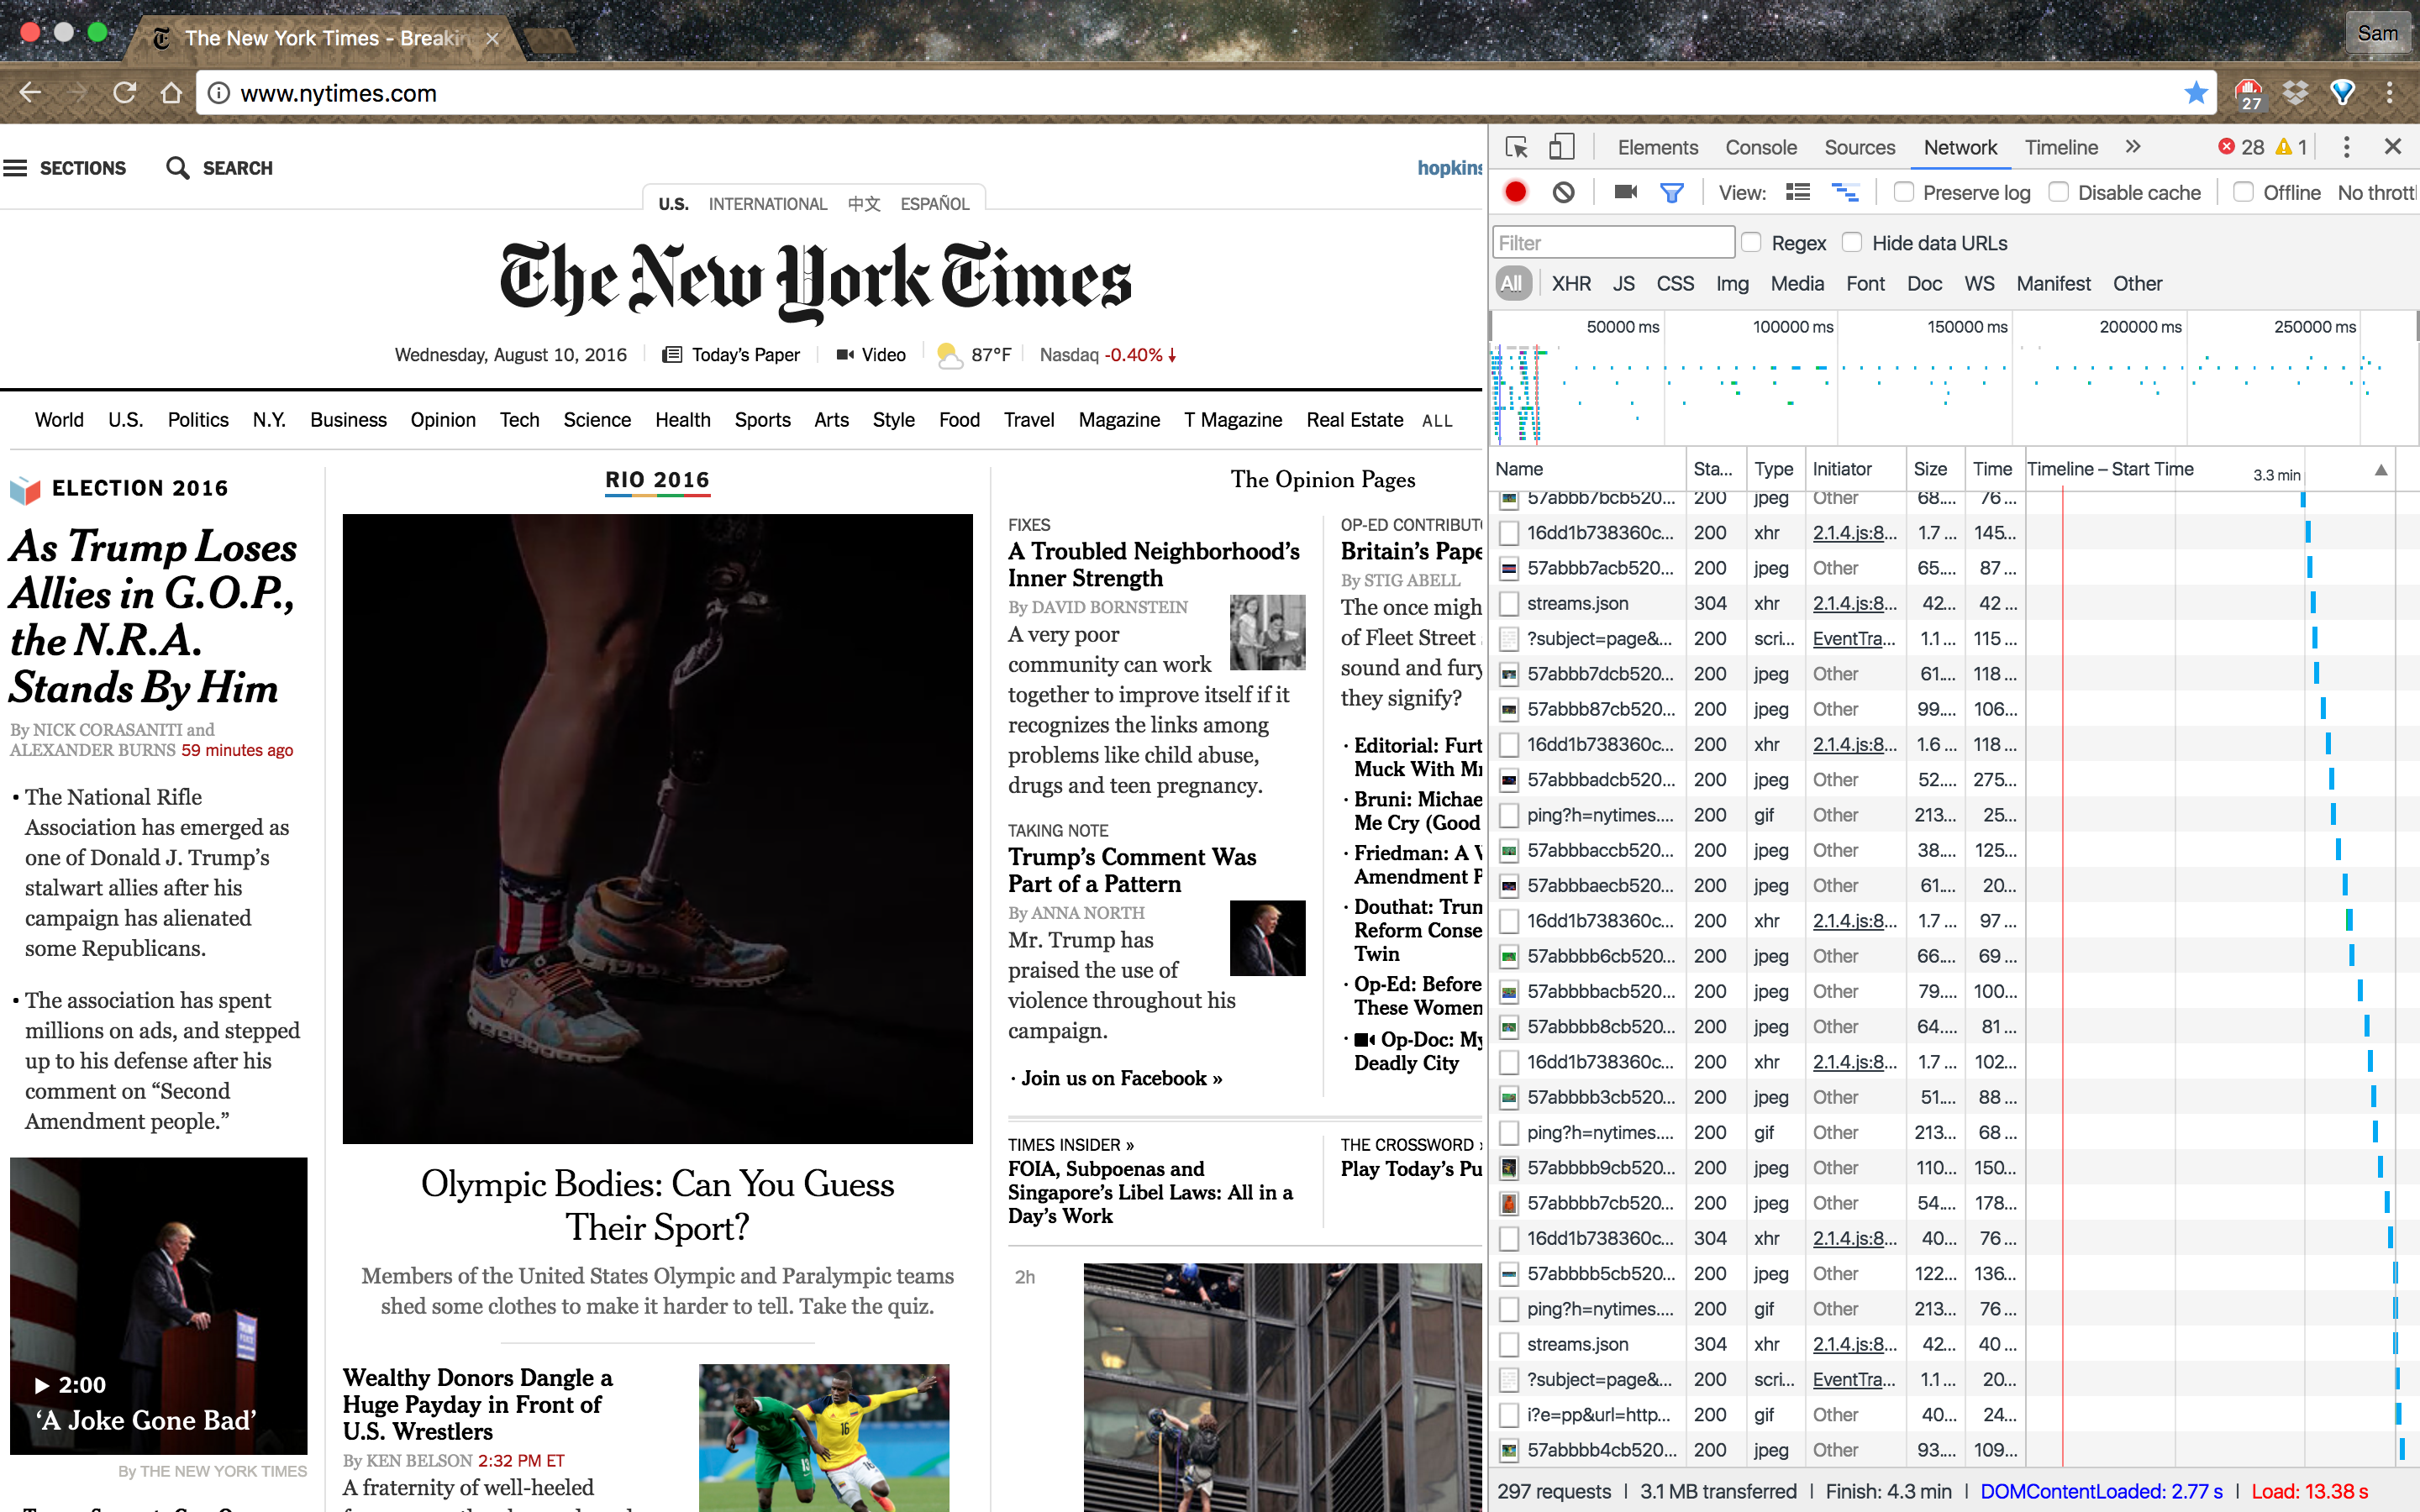 The New York Times - Breakin
Sam
www.nytimes.com
27
SECTIONS
SEARCH
hopkins
U.S. INTERNATIONAL 中文 ESPAÑOL
The New York Times
Wednesday, August 10, 2016
Today's Paper
Video
87°F
Nasdaq -0.40%
World U.S. Politics N.Y. Business Opinion Tech Science Health Sports Arts Style Food Travel Magazine T Magazine Real Estate ALL
ELECTION 2016
As Trump Loses
Allies in G.O.P.,
the N.R.A.
Stands By Him
By NICK CORASANITI and
ALEXANDER BURNS 59 minutes ago
• The National Rifle
Association has emerged as
one of Donald J. Trump's
stalwart allies after his
campaign has alienated
some Republicans.
• The association has spent
millions on ads, and stepped
up to his defense after his
comment on “Second
Amendment people.”
2:00
‘A Joke Gone Bad’
By THE NEW YORK TIMES
RIO 2016
Olympic Bodies: Can You Guess
Their Sport?
Members of the United States Olympic and Paralympic teams
shed some clothes to make it harder to tell. Take the quiz.
Wealthy Donors Dangle a
Huge Payday in Front of
U.S. Wrestlers
By KEN BELSON 2:32 PM ET
A fraternity of well-heeled
The Opinion Pages
FIXES
A Troubled Neighborhood's
Inner Strength
By DAVID BORNSTEIN
A very poor
community can work
together to improve itself if it
recognizes the links among
problems like child abuse,
drugs and teen pregnancy.
TAKING NOTE
Trump's Comment Was
Part of a Pattern
By ANNA NORTH
Mr. Trump has
praised the use of
violence throughout his
campaign.
· Join us on Facebook »
OP-ED CONTRIBUT
Britain's Pape
By STIG ABELL
The once migh
of Fleet Street
sound and fury
they signify?
· Editorial: Furt
Muck With Mr
· Bruni: Michae
Me Cry (Good
· Friedman: A
Amendment P
· Douthat: Trun
Reform Conse
Twin
· Op-Ed: Before
These Women
· Op-Doc: My
Deadly City
TIMES INSIDER »
FOIA, Subpoenas and
Singapore's Libel Laws: All in a
Day's Work
THE CROSSWORD
Play Today's Pu
2h
Elements Console Sources Network Timeline » 28 1
View: Preserve log Disable cache Offline No thrott
Filter Regex Hide data URLs
All XHR JS CSS Img Media Font Doc WS Manifest Other
50000 ms 100000 ms 150000 ms 200000 ms 250000 ms
Name Sta... Type Initiator Size Time Timeline – Start Time 3.3 min
57abbb7bcb520... 200 jpeg Other 68.... 76 ...
16dd1b738360c... 200 xhr 2.1.4.js:8... 1.7 ... 145...
57abbb7acb520... 200 jpeg Other 65.... 87 ...
streams.json 304 xhr 2.1.4.js:8... 42... 42 ...
?subject=page&... 200 scri... EventTra... 1.1 ... 115 ...
57abbb7dcb520... 200 jpeg Other 61.... 118 ...
57abbb87cb520... 200 jpeg Other 99.... 106...
16dd1b738360c... 200 xhr 2.1.4.js:8... 1.6 ... 118 ...
57abbbadcb520... 200 jpeg Other 52.... 275...
ping?h=nytimes.... 200 gif Other 213... 25...
57abbbaccb520... 200 jpeg Other 38.... 125...
57abbbaecb520... 200 jpeg Other 61.... 20...
16dd1b738360c... 200 xhr 2.1.4.js:8... 1.7 ... 97 ...
57abbbb6cb520... 200 jpeg Other 66.... 69 ...
57abbbbacb520... 200 jpeg Other 79.... 100...
57abbbb8cb520... 200 jpeg Other 64.... 81 ...
16dd1b738360c... 200 xhr 2.1.4.js:8... 1.7 ... 102...
57abbbb3cb520... 200 jpeg Other 51.... 88 ...
ping?h=nytimes.... 200 gif Other 213... 68 ...
57abbbb9cb520... 200 jpeg Other 110... 150...
57abbbb7cb520... 200 jpeg Other 54.... 178...
16dd1b738360c... 304 xhr 2.1.4.js:8... 40... 76 ...
57abbbb5cb520... 200 jpeg Other 122... 136...
ping?h=nytimes.... 200 gif Other 213... 76 ...
streams.json 304 xhr 2.1.4.js:8... 42... 40 ...
?subject=page&... 200 scri... EventTra... 1.1 ... 20...
i?e=pp&url=http... 200 gif Other 40... 24...
57abbbb4cb520... 200 jpeg Other 93.... 109...
297 requests | 3.1 MB transferred | Finish: 4.3 min | DOMContentLoaded: 2.77 s | Load: 13.38 s